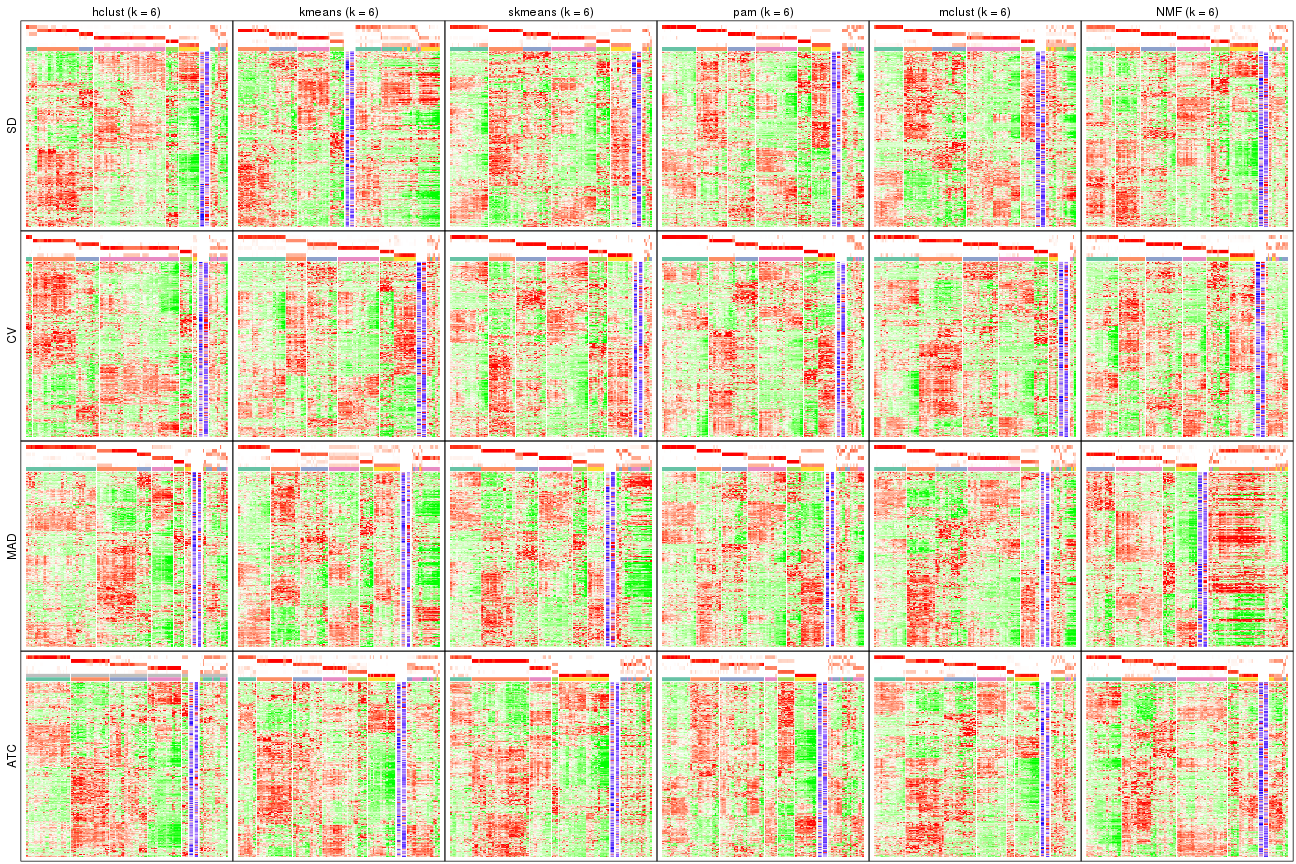 hclust (k = 6) kmeans (k = 6) skmeans (k = 6) pam (k = 6) mclust (k = 6) NMF (k = 6)
SD
CV
MAD
ATC